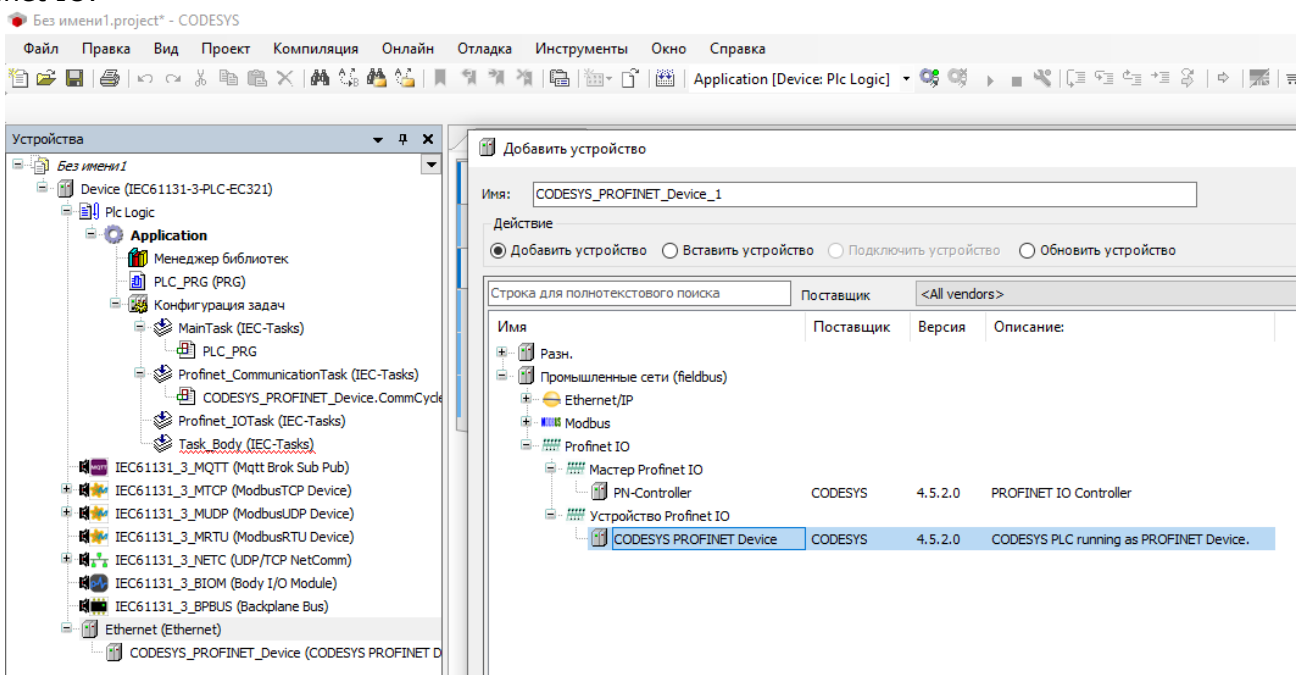 net IO.
Без имени1.project* - CODESYS
Файл Правка Вид Проект Компиляция Онлайн Отладка Инструменты Окно Справка
Application [Device: Plc Logic]
Устройства
Без имени1
Device (IEC61131-3-PLC-EC321)
Plc Logic
Application
Менеджер библиотек
PLC_PRG (PRG)
Конфигурация задач
MainTask (IEC-Tasks)
PLC_PRG
Profinet_CommunicationTask (IEC-Tasks)
CODESYS_PROFINET_Device.CommCycle
Profinet_IOTask (IEC-Tasks)
Task_Body (IEC-Tasks)
IEC61131_3_MQTT (Mqtt Brok Sub Pub)
IEC61131_3_MTCP (ModbusTCP Device)
IEC61131_3_MUDP (ModbusUDP Device)
IEC61131_3_MRTU (ModbusRTU Device)
IEC61131_3_NETC (UDP/TCP NetComm)
IEC61131_3_BIOM (Body I/O Module)
IEC61131_3_BPBUS (Backplane Bus)
Ethernet (Ethernet)
CODESYS_PROFINET_Device (CODESYS PROFINET D
Добавить устройство
Имя: CODESYS_PROFINET_Device_1
Действие
Добавить устройство Вставить устройство Подключить устройство Обновить устройство
Строка для полнотекстового поиска Поставщик <All vendors>
Имя Поставщик Версия Описание:
Разн.
Промышленные сети (fieldbus)
Ethernet/IP
Modbus
Profinet IO
Мастер Profinet IO
PN-Controller CODESYS 4.5.2.0 PROFINET IO Controller
Устройство Profinet IO
CODESYS PROFINET Device CODESYS 4.5.2.0 CODESYS PLC running as PROFINET Device.